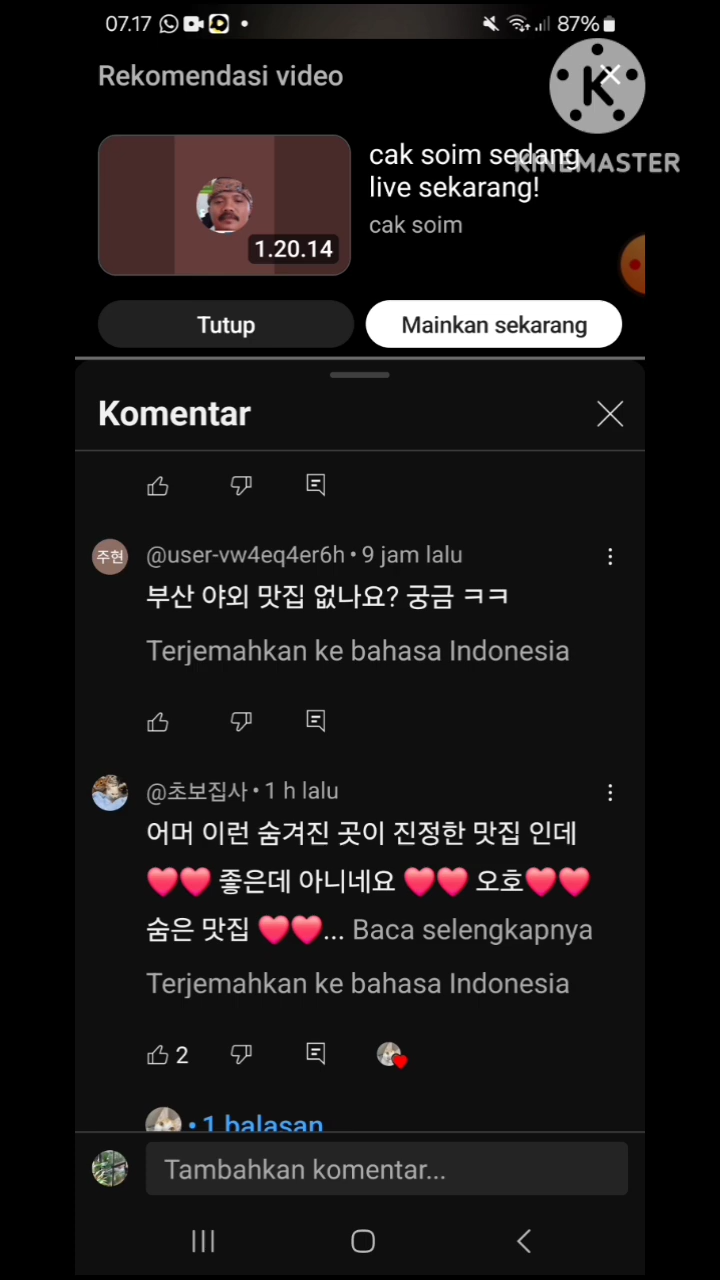 07.17
87%
Rekomendasi video
K
KINEMASTER
cak soim sedang
live sekarang!
cak soim
1.20.14
Tutup
Mainkan sekarang
Komentar
주현
@user-vw4eq4er6h • 9 jam lalu
부산 야외 맛집 없나요? 궁금 ㅋㅋ
Terjemahkan ke bahasa Indonesia
@초보집사 • 1 h lalu
어머 이런 숨겨진 곳이 진정한 맛집 인데
❤️❤️ 좋은데 아니네요 ❤️❤️ 오호❤️❤️
숨은 맛집 ❤️❤️... Baca selengkapnya
Terjemahkan ke bahasa Indonesia
2
• 1 balasan
Tambahkan komentar...